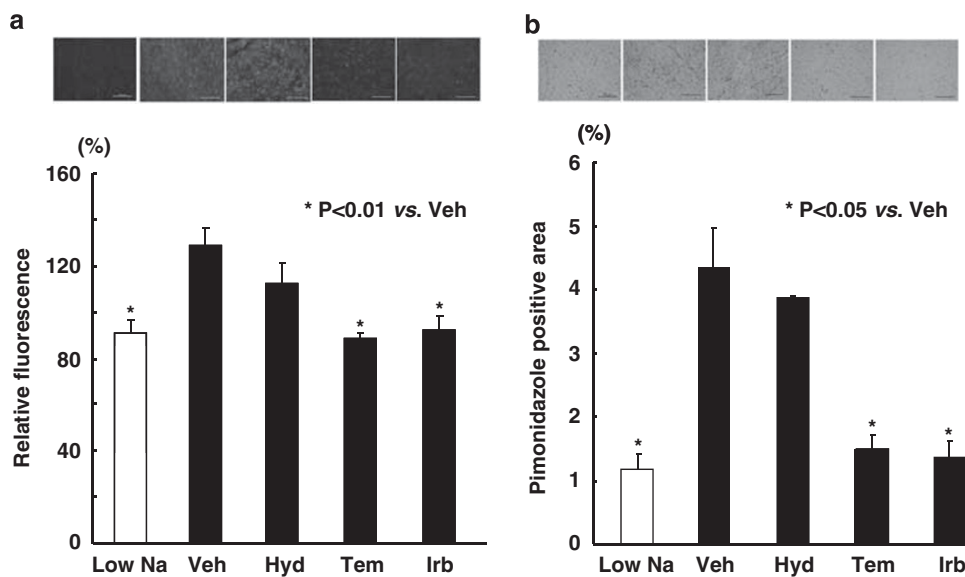 a
(%)
160
120
80
40
0
Relative fluorescence
* P<0.01 vs. Veh
*
*
*
Low Na Veh Hyd Tem Irb
b
(%)
6
5
4
3
2
1
0
Pimonidazole positive area
* P<0.05 vs. Veh
*
*
*
Low Na Veh Hyd Tem Irb